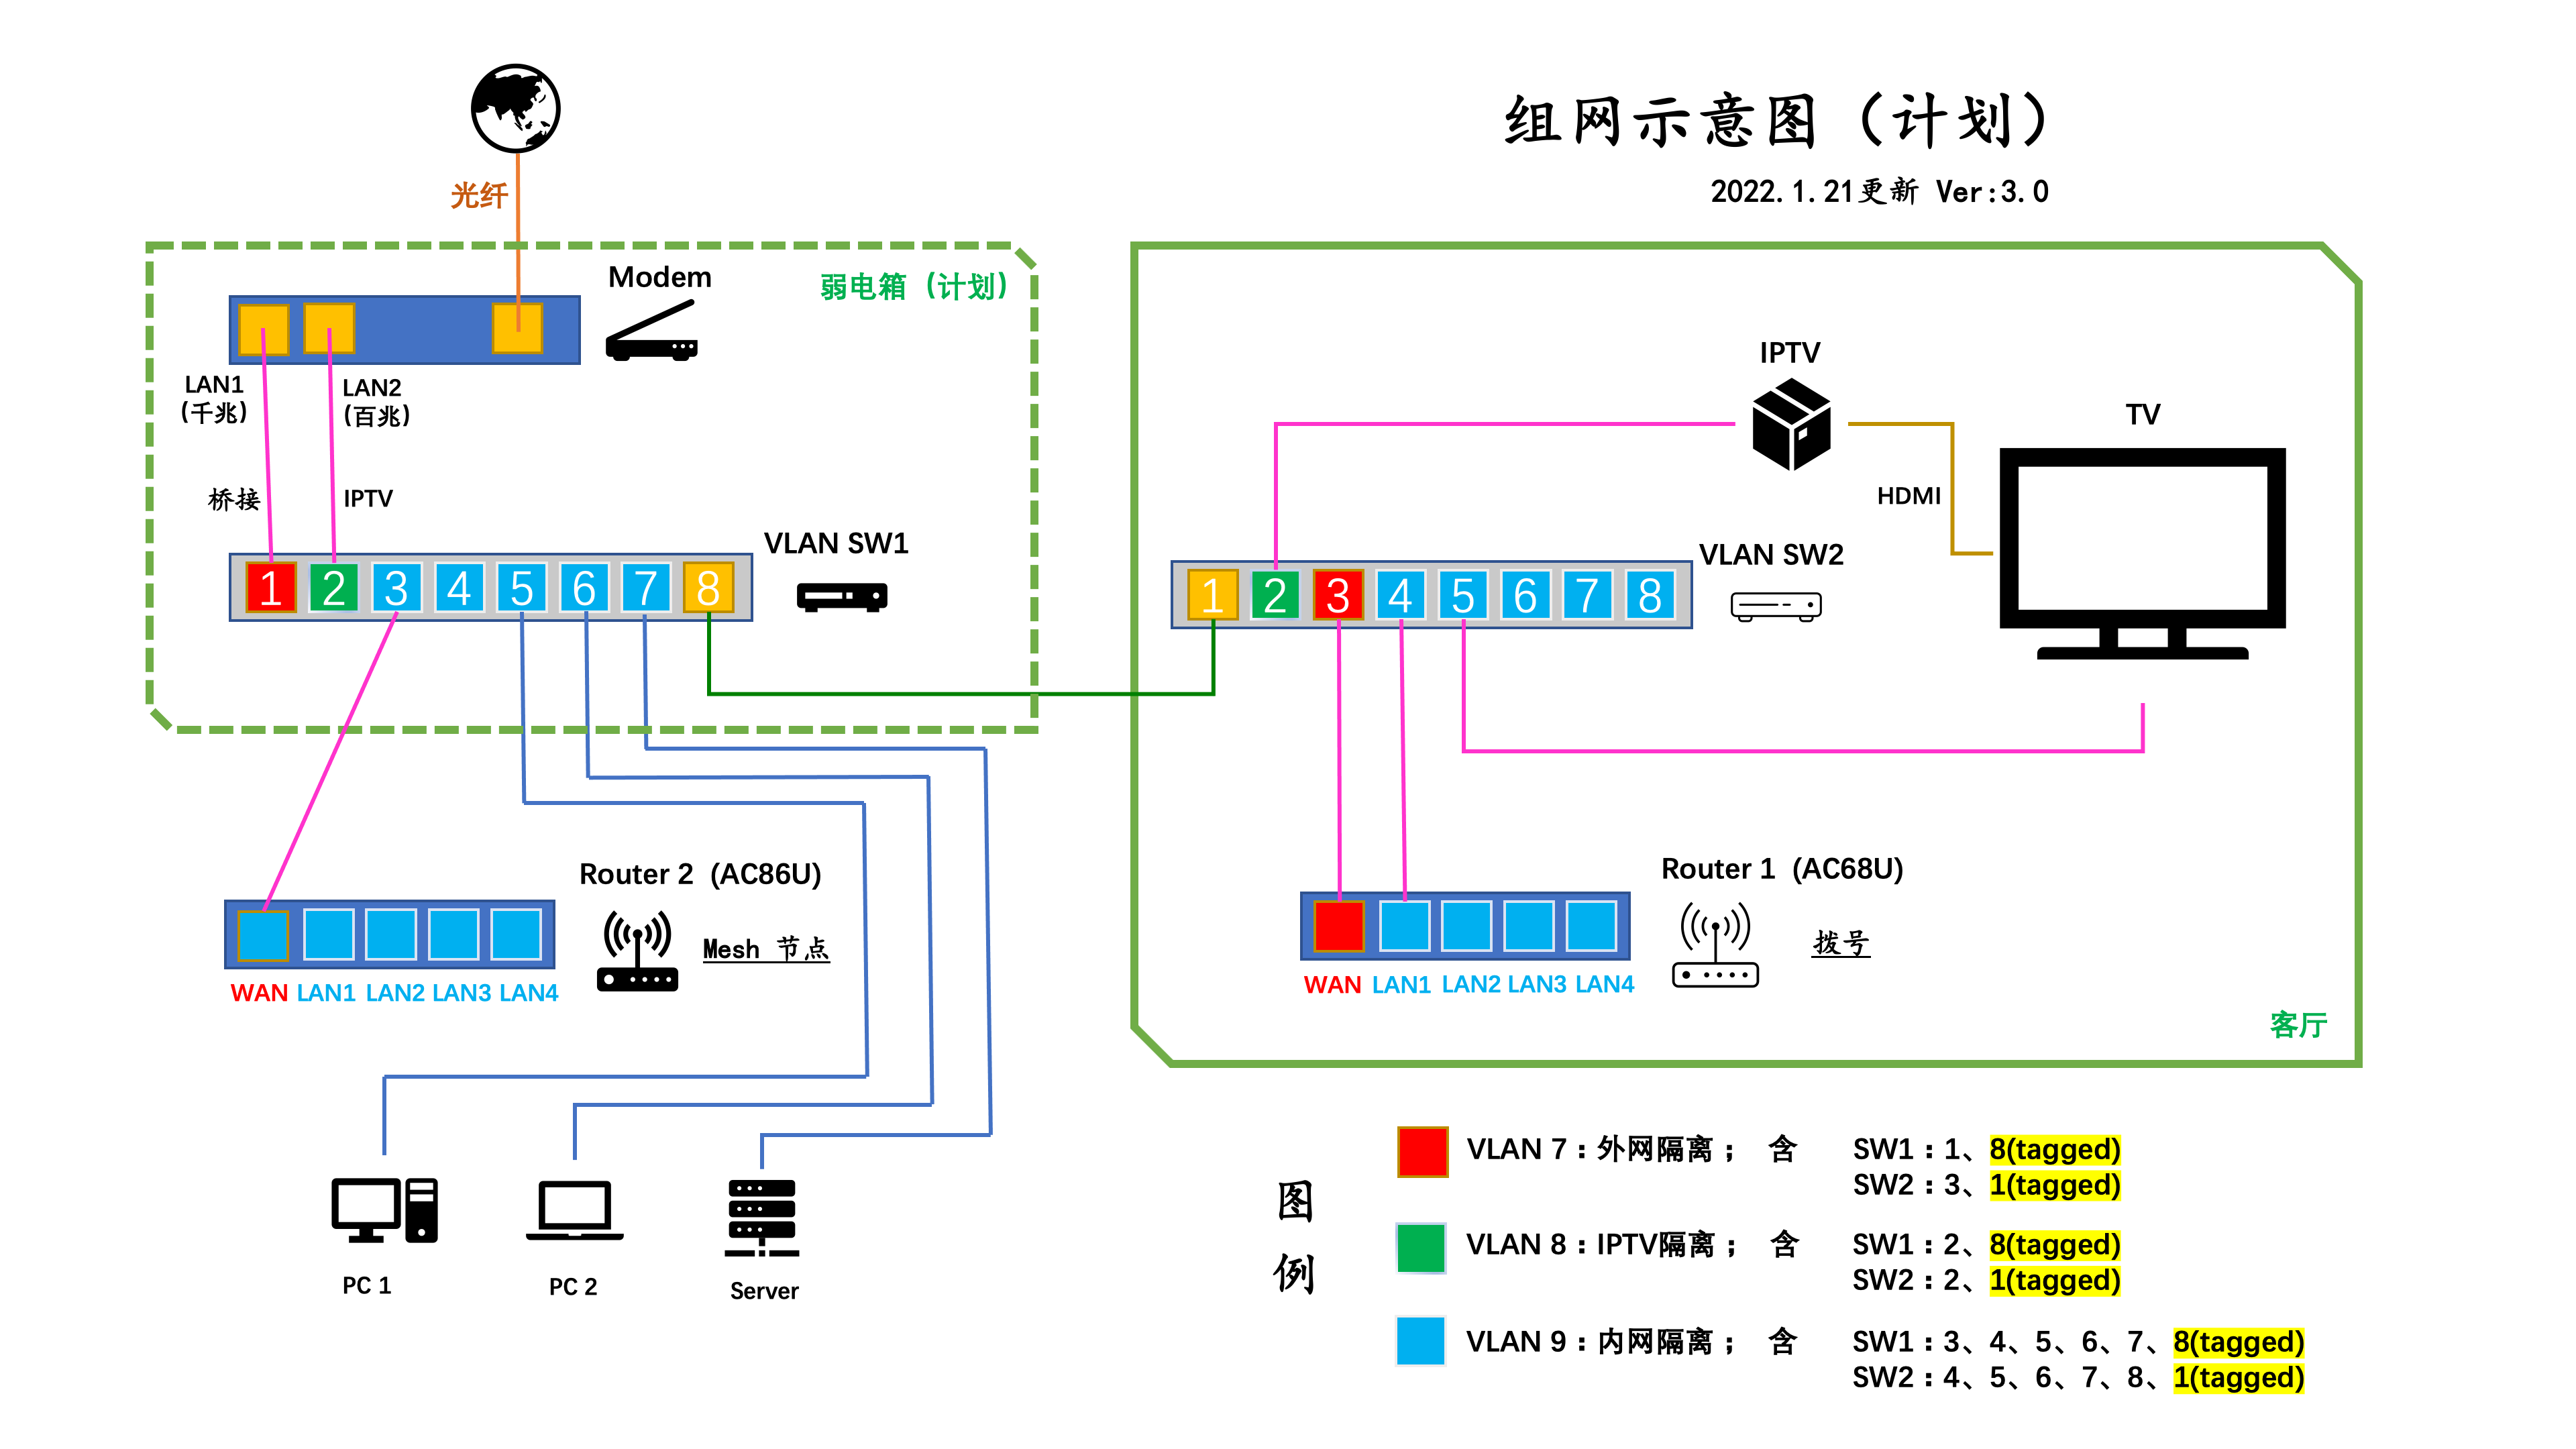 组网示意图（计划）
2022.1.21更新 Ver:3.0
光纤
弱电箱（计划）
Modem
LAN1
(千兆)
LAN2
(百兆)
桥接
IPTV
VLAN SW1
1 2 3 4 5 6 7 8
Router 2 (AC86U)
Mesh 节点
WAN LAN1 LAN2 LAN3 LAN4
PC 1
PC 2
Server
IPTV
TV
HDMI
VLAN SW2
1 2 3 4 5 6 7 8
Router 1 (AC68U)
拨号
WAN LAN1 LAN2 LAN3 LAN4
客厅
图
例
VLAN 7：外网隔离； 含 SW1：1、8(tagged)
SW2：3、1(tagged)
VLAN 8：IPTV隔离； 含 SW1：2、8(tagged)
SW2：2、1(tagged)
VLAN 9：内网隔离； 含 SW1：3、4、5、6、7、8(tagged)
SW2：4、5、6、7、8、1(tagged)